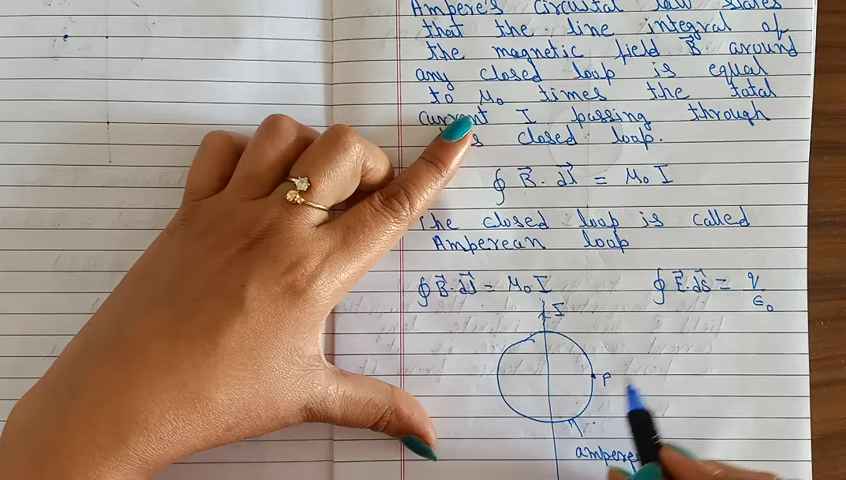 Ampere's circuital law states
that the line integral of
the magnetic field B⃗ around
any closed loop is equal
to μ₀ times the total
current I passing through
closed loop.
∮ B⃗ . dl⃗ = μ₀ I
The closed loop is called
Amperean loop
∮ B⃗ . dl⃗ = μ₀ I ∮ E⃗ . ds⃗ = q/ε₀
I
P